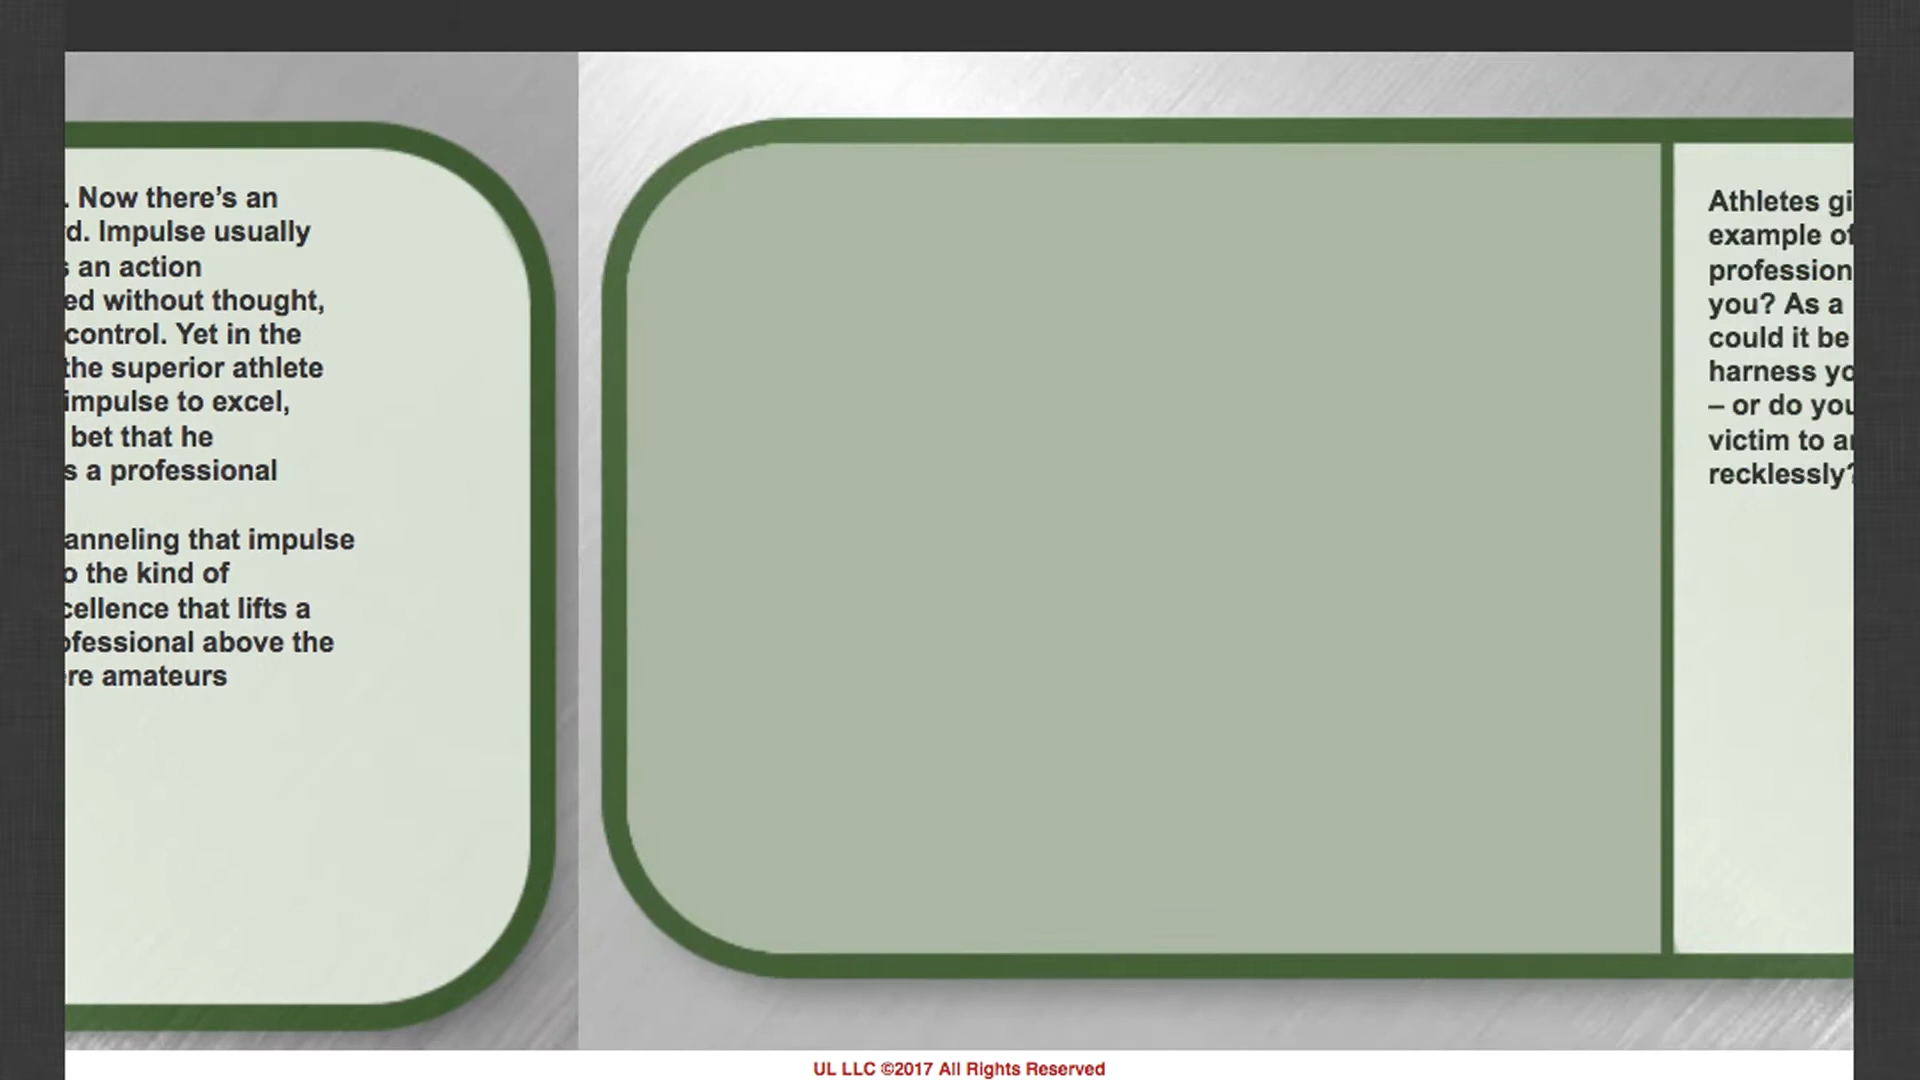 . Now there's an
rd. Impulse usually
s an action
ed without thought,
control. Yet in the
the superior athlete
impulse to excel,
bet that he
s a professional
anneling that impulse
o the kind of
cellence that lifts a
ofessional above the
ere amateurs
Athletes gi
example of
profession
you? As a
could it be
harness yo
– or do you
victim to a
recklessly?
UL LLC ©2017 All Rights Reserved